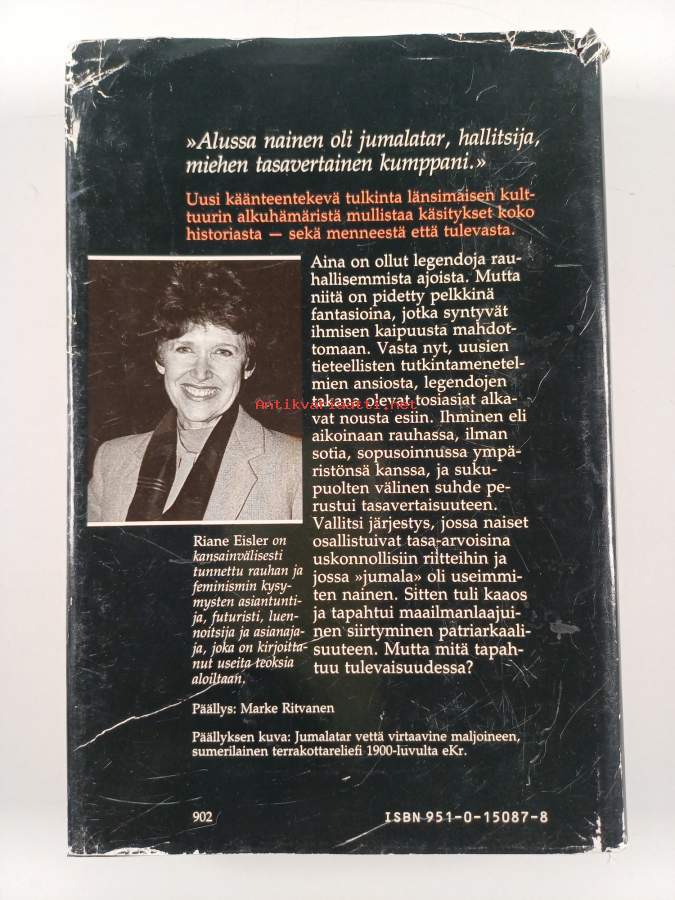 »Alussa nainen oli jumalatar, hallitsija,
miehen tasavertainen kumppani.»
Uusi käänteentekevä tulkinta länsimaisen kult-
tuurin alkuhämäristä mullistaa käsitykset koko
historiasta — sekä menneestä että tulevasta.
Aina on ollut legendoja rau-
hallisemmista ajoista. Mutta
niitä on pidetty pelkkinä
fantasioina, jotka syntyvät
ihmisen kaipuusta mahdot-
tomaan. Vasta nyt, uusien
tieteellisten tutkintamenetel-
mien ansiosta, legendojen
takana olevat tosiasiat alka-
vat nousta esiin. Ihminen eli
aikoinaan rauhassa, ilman
sotia, sopusoinnussa ympä-
ristönsä kanssa, ja suku-
puolten välinen suhde pe-
rustui tasavertaisuuteen.
Vallitsi järjestys, jossa naiset
osallistuivat tasa-arvoisina
uskonnollisiin riitteihin ja
jossa »jumala» oli useimmi-
ten nainen. Sitten tuli kaaos
ja tapahtui maailmanlaajui-
nen siirtyminen patriarkaali-
suuteen. Mutta mitä tapah-
tuu tulevaisuudessa?
Antikvariaatti.net
Riane Eisler on
kansainvälisesti
tunnettu rauhan ja
feminismin kysy-
mysten asiantunti-
ja, futuristi, luen-
noitsija ja asianaja-
ja, joka on kirjoitta-
nut useita teoksia
aloiltaan.
Päällys: Marke Ritvanen
Päällyksen kuva: Jumalatar vettä virtaavine maljoineen,
sumerilainen terrakottareliefi 1900-luvulta eKr.
902
ISBN 951-0-15087-8